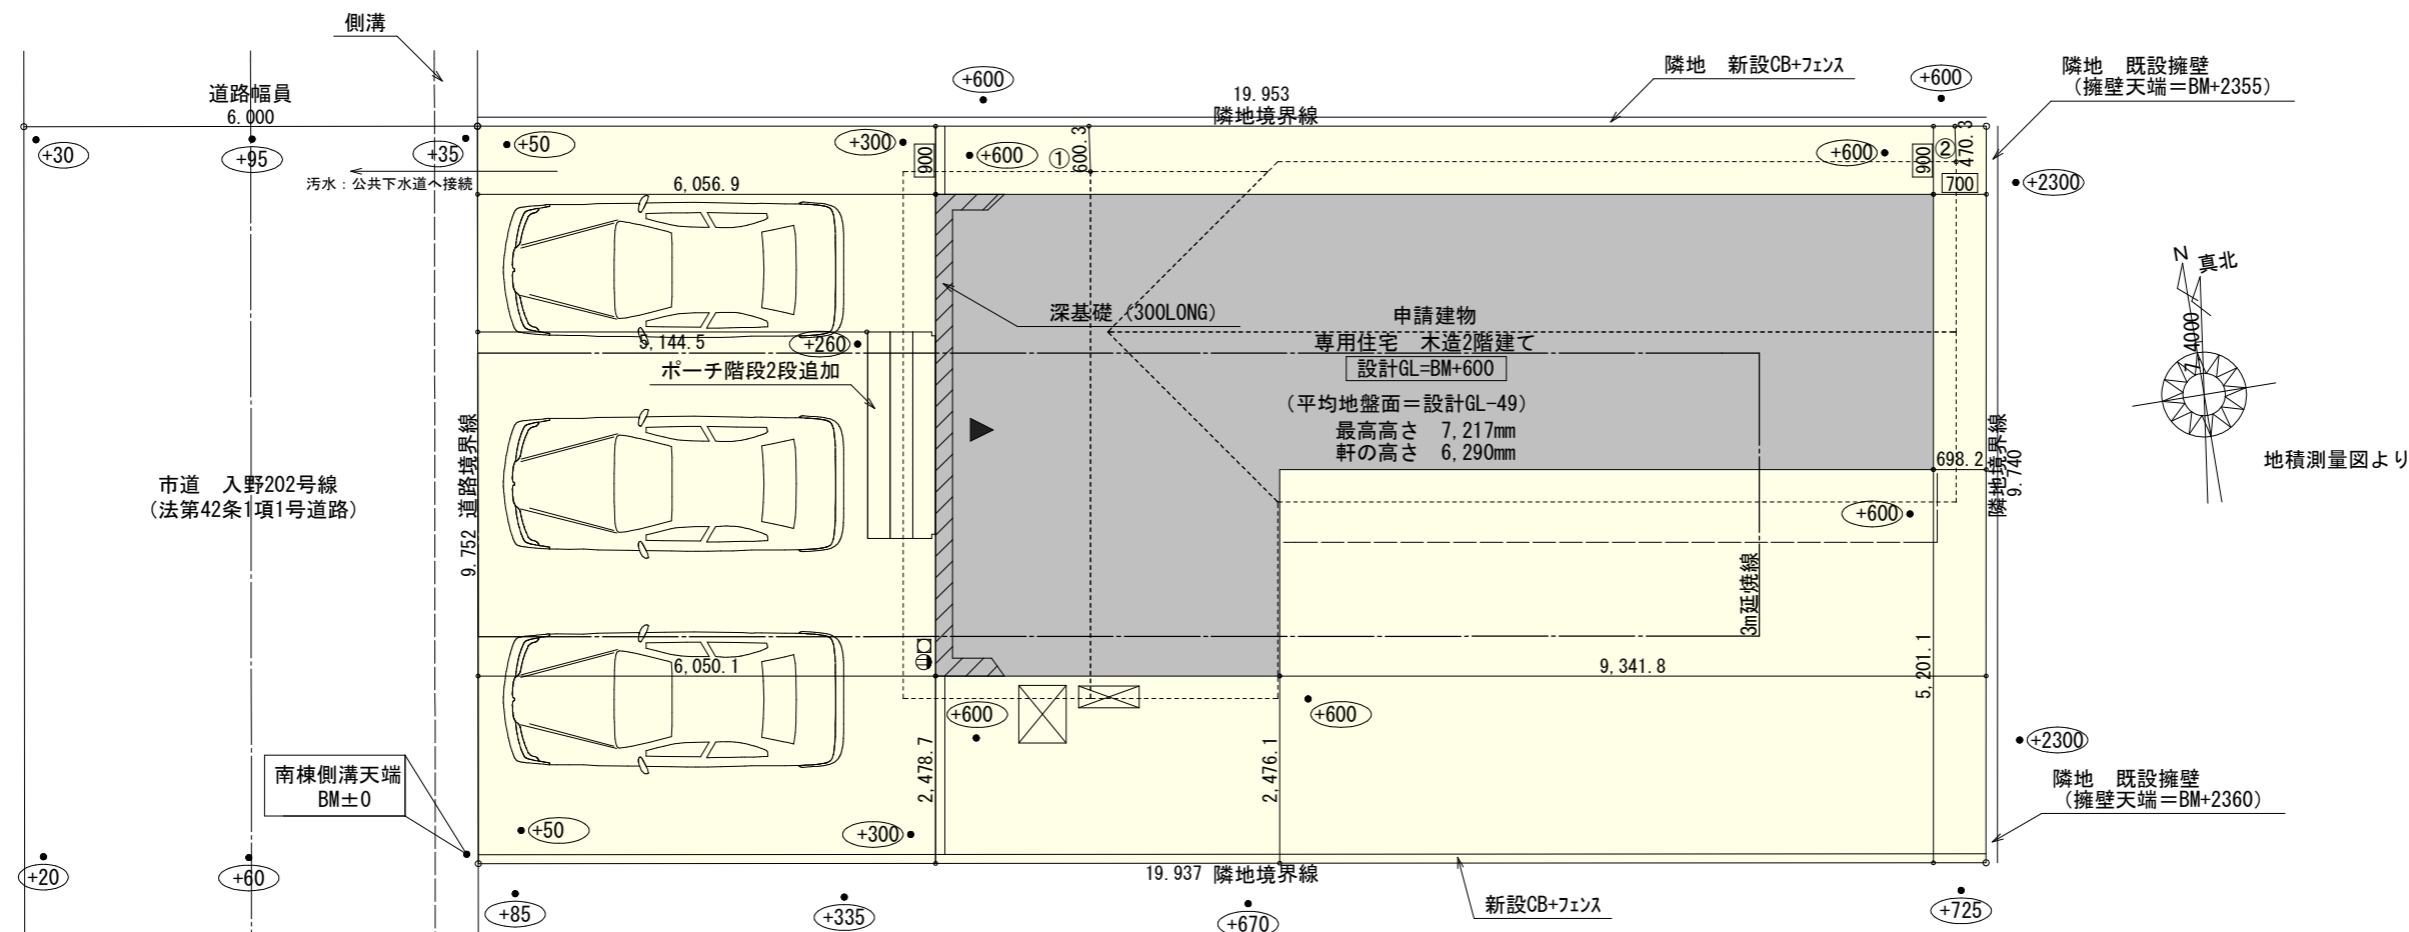 側溝
道路幅員
6.000
+30
+95
+35
汚水：公共下水道へ接続
+50
+300
900
+600
+600
①
600.3
19.953
隣地境界線
隣地　新設CB+フェンス
+600
隣地　既設擁壁
（擁壁天端＝BM+2355）
+600
900
②
470.3
700
+2300
6,056.9
深基礎（300LONG）
申請建物
専用住宅　木造2階建て
設計GL=BM+600
（平均地盤面＝設計GL-49）
最高高さ　7,217mm
軒の高さ　6,290mm
+260
ポーチ階段2段追加
N
真北
地積測量図より
698.2
隣地境界線
9.740
+600
市道　入野202号線
（法第42条1項1号道路）
道路境界線
9.752
3m延焼線
6,050.1
9,341.8
5,201.1
+600
+600
2,478.7
2,476.1
+2300
隣地　既設擁壁
（擁壁天端＝BM+2360）
南棟側溝天端
BM±0
+50
+300
+20
+60
19.937 隣地境界線
+85
+335
+670
新設CB+フェンス
+725